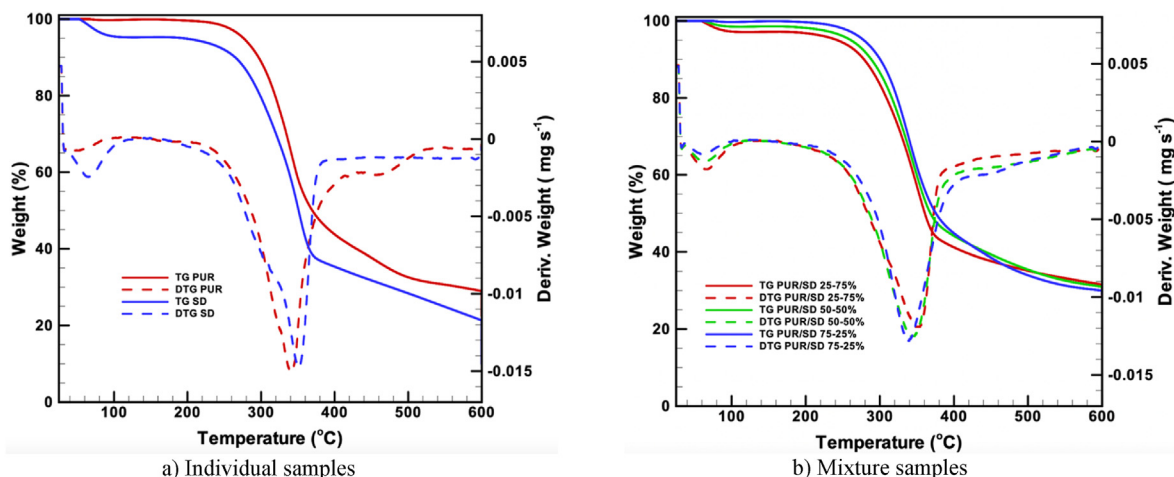 100
80
60
40
20
0
Weight (%)
100
200
300
400
500
600
Temperature (°C)
0.005
0
-0.005
-0.010
-0.015
Deriv. Weight ( mg s⁻¹)
TG PUR
DTG PUR
TG SD
DTG SD
a) Individual samples
100
80
60
40
20
0
Weight (%)
100
200
300
400
500
600
Temperature (°C)
0.005
0
-0.005
-0.010
-0.015
Deriv. Weight ( mg s⁻¹)
TG PUR/SD 25-75%
DTG PUR/SD 25-75%
TG PUR/SD 50-50%
DTG PUR/SD 50-50%
TG PUR/SD 75-25%
DTG PUR/SD 75-25%
b) Mixture samples